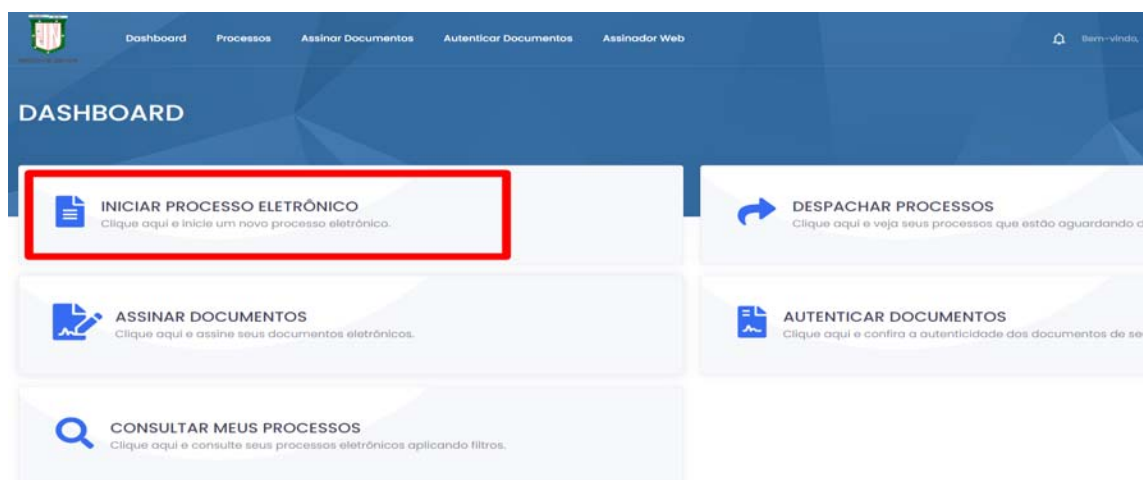 Dashboard Processos Assinar Documentos Autenticar Documentos Assinador Web Bem-vindo,
DASHBOARD
INICIAR PROCESSO ELETRÔNICO
Clique aqui e inicie um novo processo eletrônico.
DESPACHAR PROCESSOS
Clique aqui e veja seus processos que estão aguardando
ASSINAR DOCUMENTOS
Clique aqui e assine seus documentos eletrônicos.
AUTENTICAR DOCUMENTOS
Clique aqui e confira a autenticidade dos documentos de
CONSULTAR MEUS PROCESSOS
Clique aqui e consulte seus processos eletrônicos aplicando filtros.